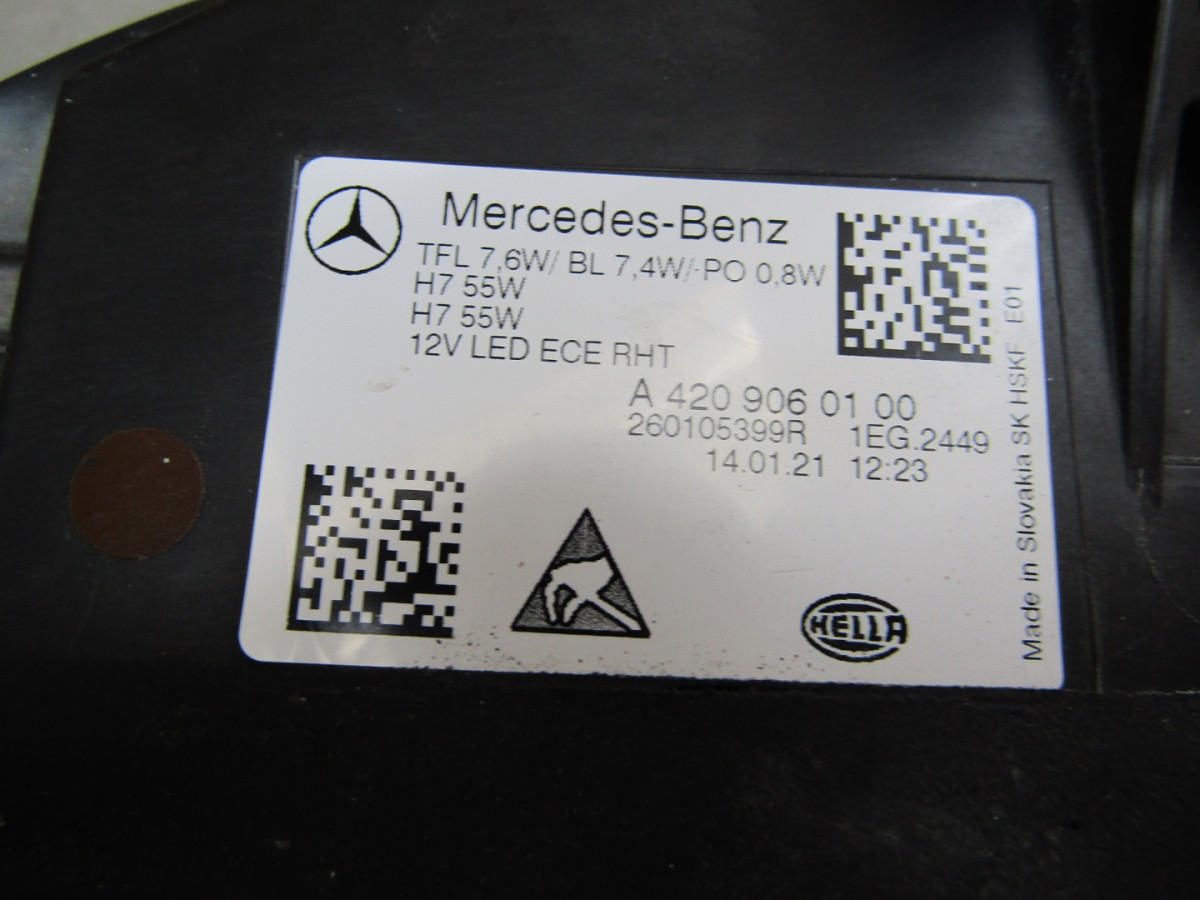 Mercedes-Benz
TFL 7,6W/ BL 7,4W/-PO 0,8W
H7 55W
H7 55W
12V LED ECE RHT
A 420 906 01 00
260105399R 1EG.2449
14.01.21 12:23
HELLA
Made in Slovakia SK HSKF E01